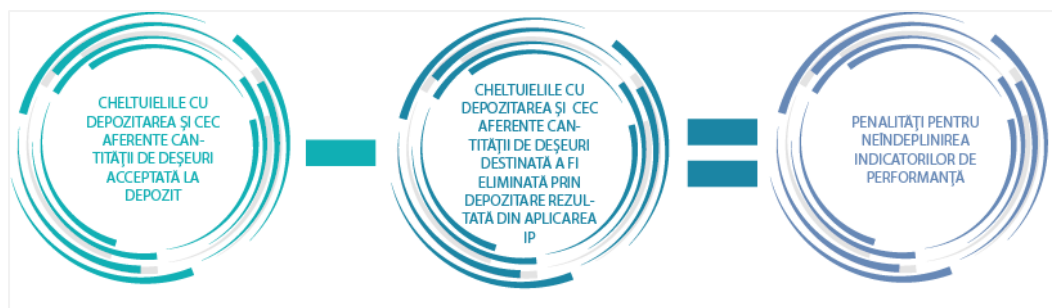 CHELTUIELILE CU
DEPOZITAREA ȘI CEC
AFERENTE CAN-
TITĂȚII DE DEȘEURI
ACCEPTATĂ LA
DEPOZIT
CHELTUIELILE CU
DEPOZITAREA ȘI CEC
AFERENTE CAN-
TITĂȚII DE DEȘEURI
DESTINATĂ A FI
ELIMINATĂ PRIN
DEPOZITARE REZUL-
TATĂ DIN APLICAREA
IP
PENALITĂȚI PENTRU
NEÎNDEPLINIREA
INDICATORILOR DE
PERFORMANȚĂ